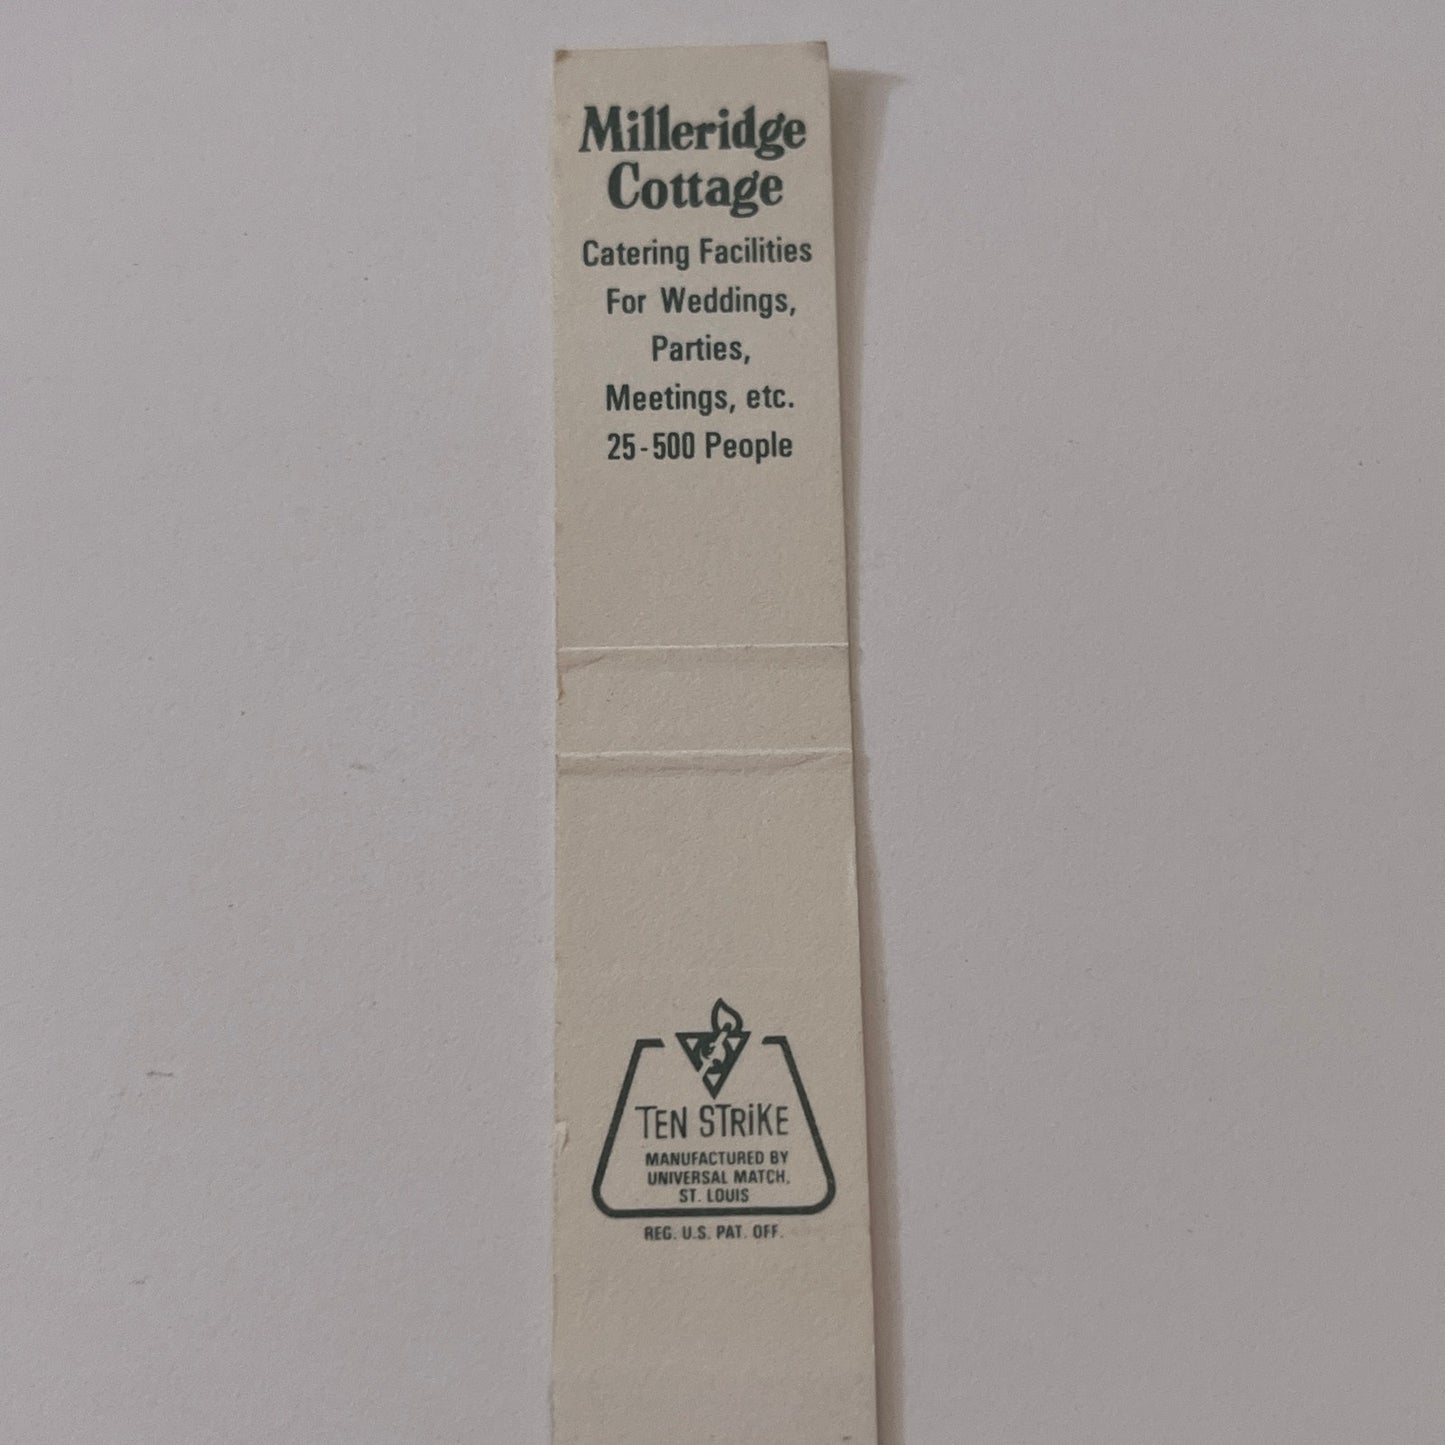 Milleridge
Cottage
Catering Facilities
For Weddings,
Parties,
Meetings, etc.
25-500 People
TEN STRiKE
MANUFACTURED BY
UNIVERSAL MATCH,
ST. LOUIS
REG. U.S. PAT. OFF.